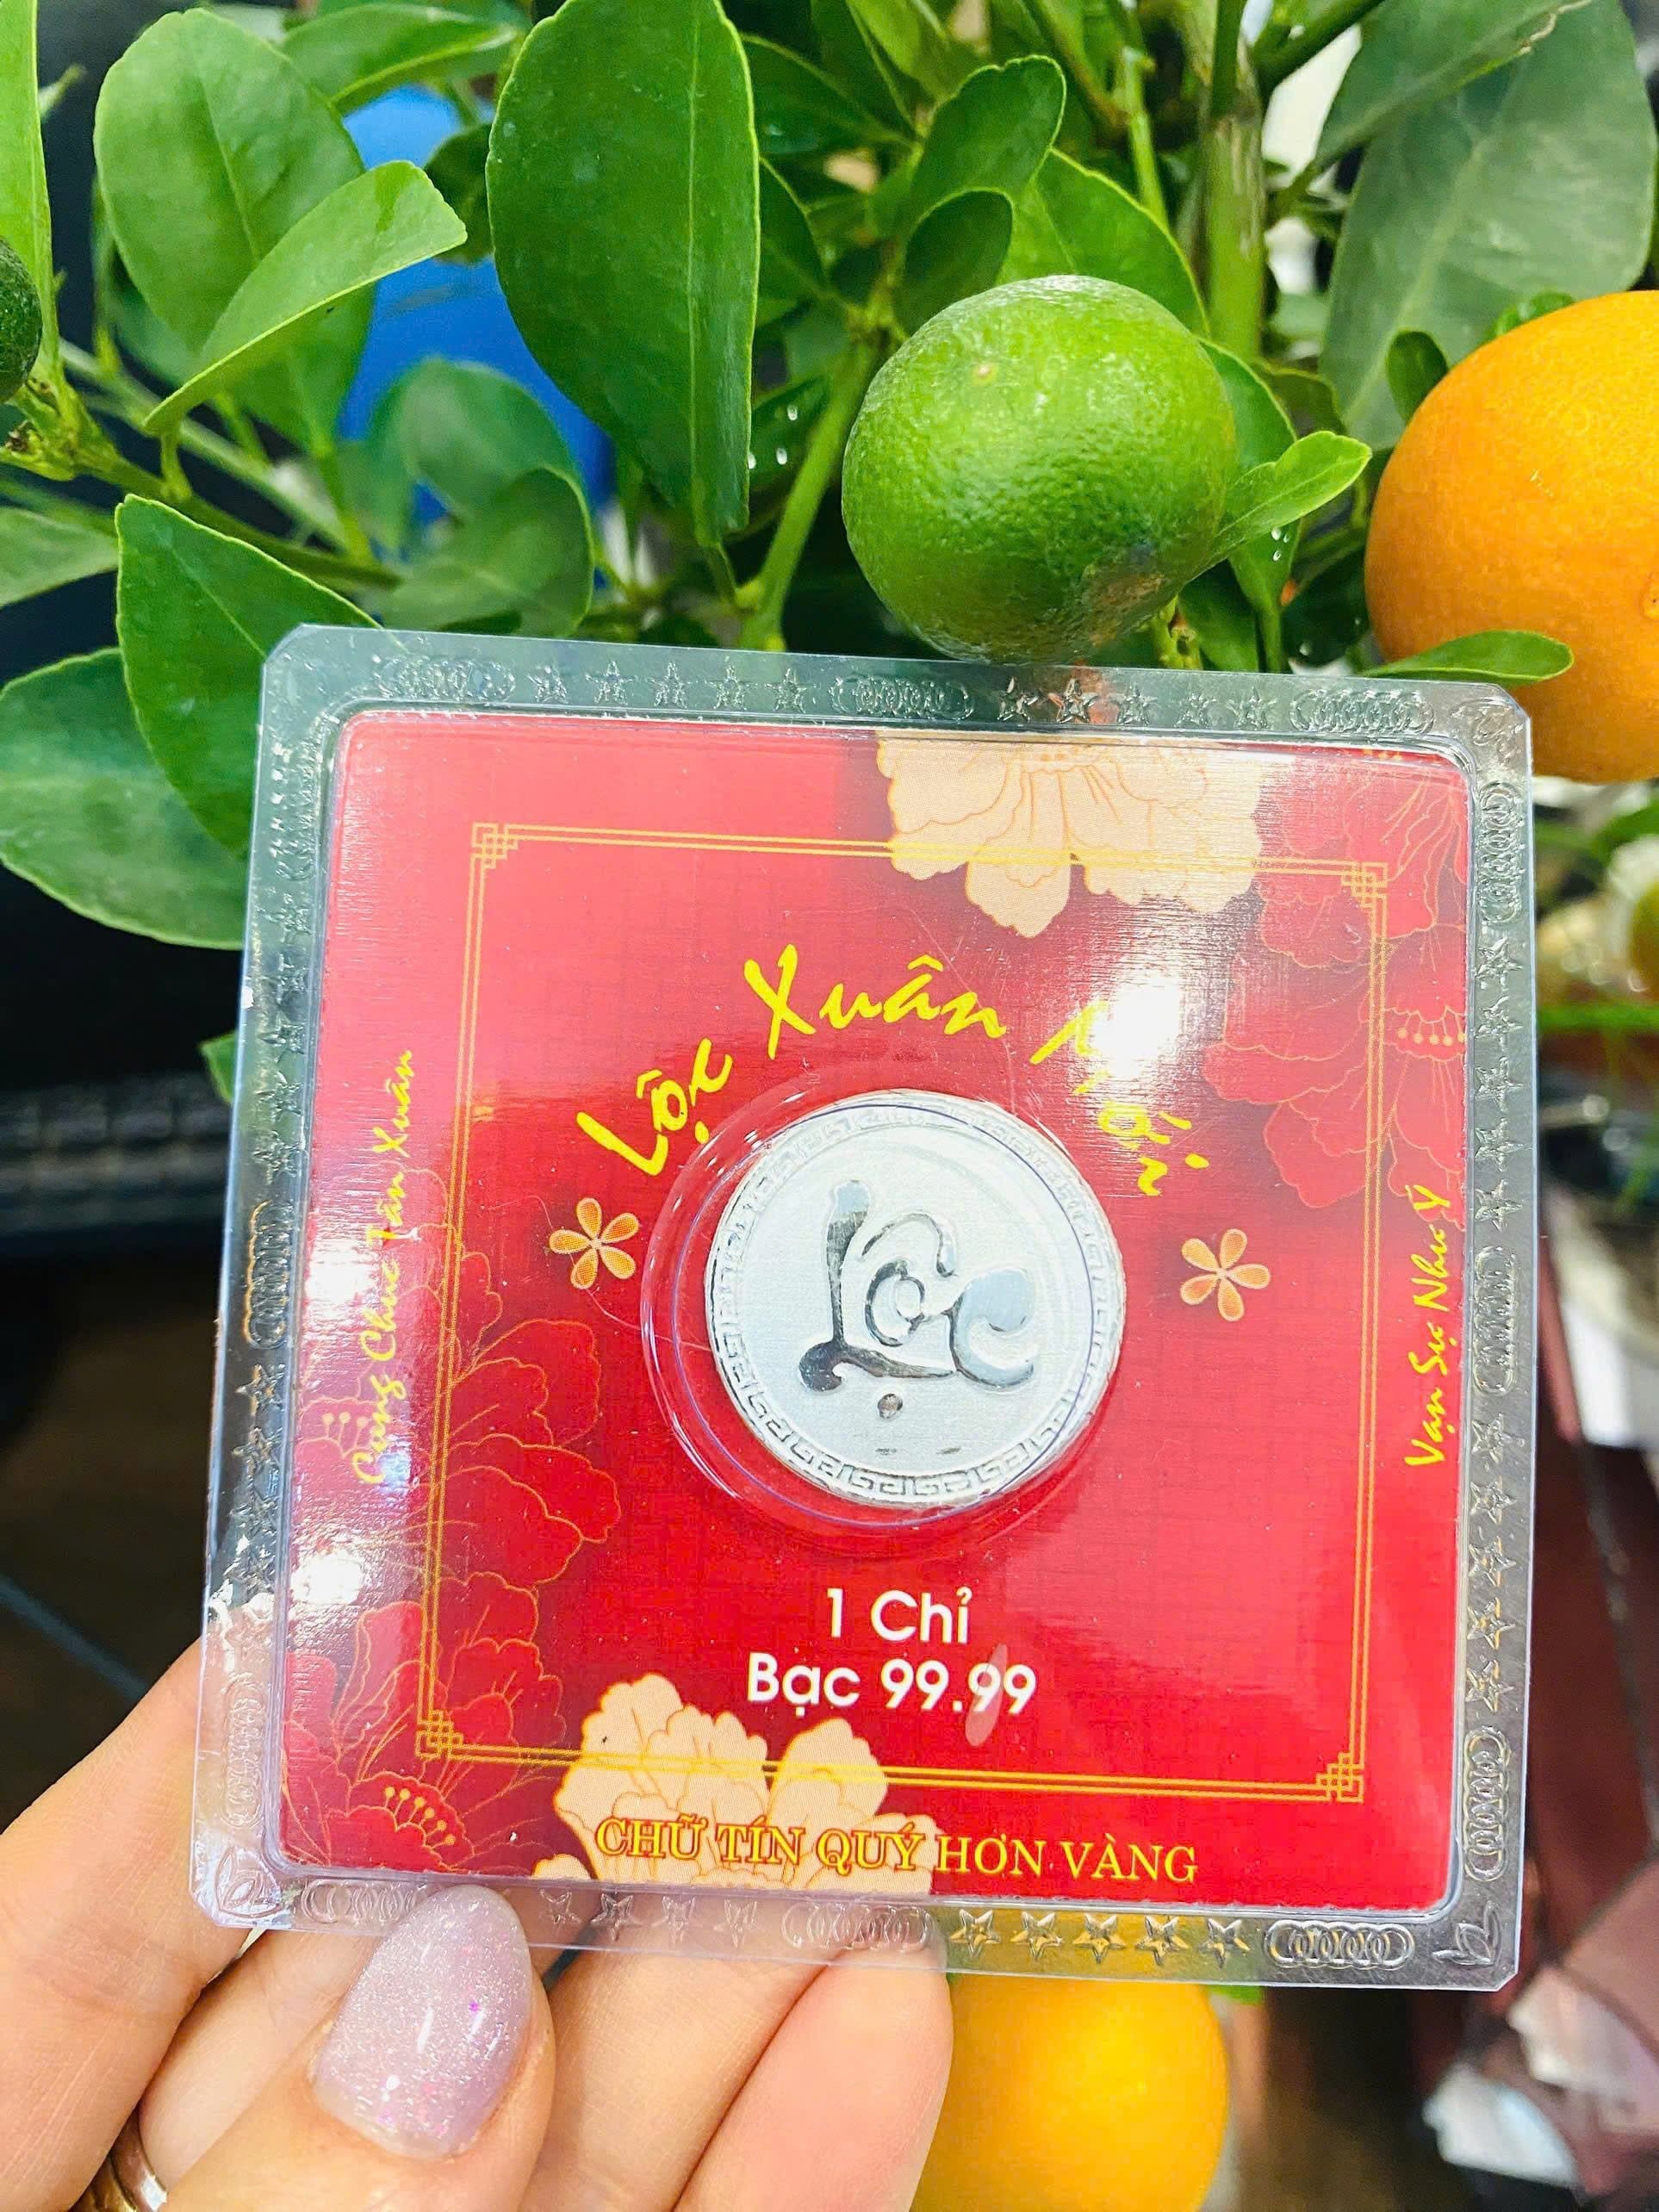 Lộc Xuân Mới
Cung Chúc Tân Xuân
Vạn Sự Như Ý
Lộc
1 Chỉ
Bạc 99.99
CHỮ TÍN QUÝ HƠN VÀNG